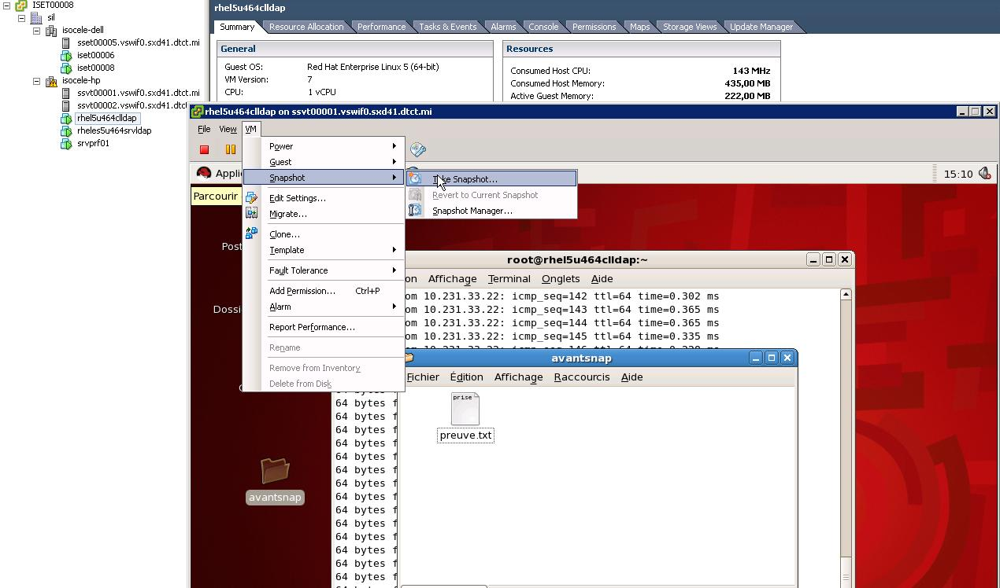 ISET00008
sil
isocele-dell
sset00005.vswif0.sxd41.dtct.mi
iset00006
iset00008
isocele-hp
ssvt00001.vswif0.sxd41.dtct.mi
ssvt00002.vswif0.sxd41.dtct
rhel5u464clldap
rheles5u464srvldap
srvprf01
rhel5u464clldap
Summary Resource Allocation Performance Tasks & Events Alarms Console Permissions Maps Storage Views Update Manager
General
Guest OS: Red Hat Enterprise Linux 5 (64-bit)
VM Version: 7
CPU: 1 vCPU
Resources
Consumed Host CPU: 143 MHz
Consumed Host Memory: 435,00 MB
Active Guest Memory: 222,00 MB
rhel5u464clldap on ssvt00001.vswif0.sxd41.dtct.mi
File View VM
Power
Guest
Snapshot
Edit Settings...
Migrate...
Clone...
Template
Fault Tolerance
Add Permission... Ctrl+P
Alarm
Report Performance...
Rename
Remove from Inventory
Delete from Disk
Take Snapshot...
Revert to Current Snapshot
Snapshot Manager...
Appli
15:10
Parcourir
Post
Dossi
avantsnap
root@rhel5u464clldap:~
on Affichage Terminal Onglets Aide
om 10.231.33.22: icmp_seq=142 ttl=64 time=0.302 ms
om 10.231.33.22: icmp_seq=143 ttl=64 time=0.365 ms
om 10.231.33.22: icmp_seq=144 ttl=64 time=0.365 ms
om 10.231.33.22: icmp_seq=145 ttl=64 time=0.335 ms
64 bytes f
64 bytes f
64 bytes f
64 bytes f
64 bytes f
64 bytes f
64 bytes f
64 bytes f
64 bytes f
64 bytes f
64 bytes f
64 bytes f
64 bytes f
64 bytes f
avantsnap
Fichier Édition Affichage Raccourcis Aide
prise
preuve.txt